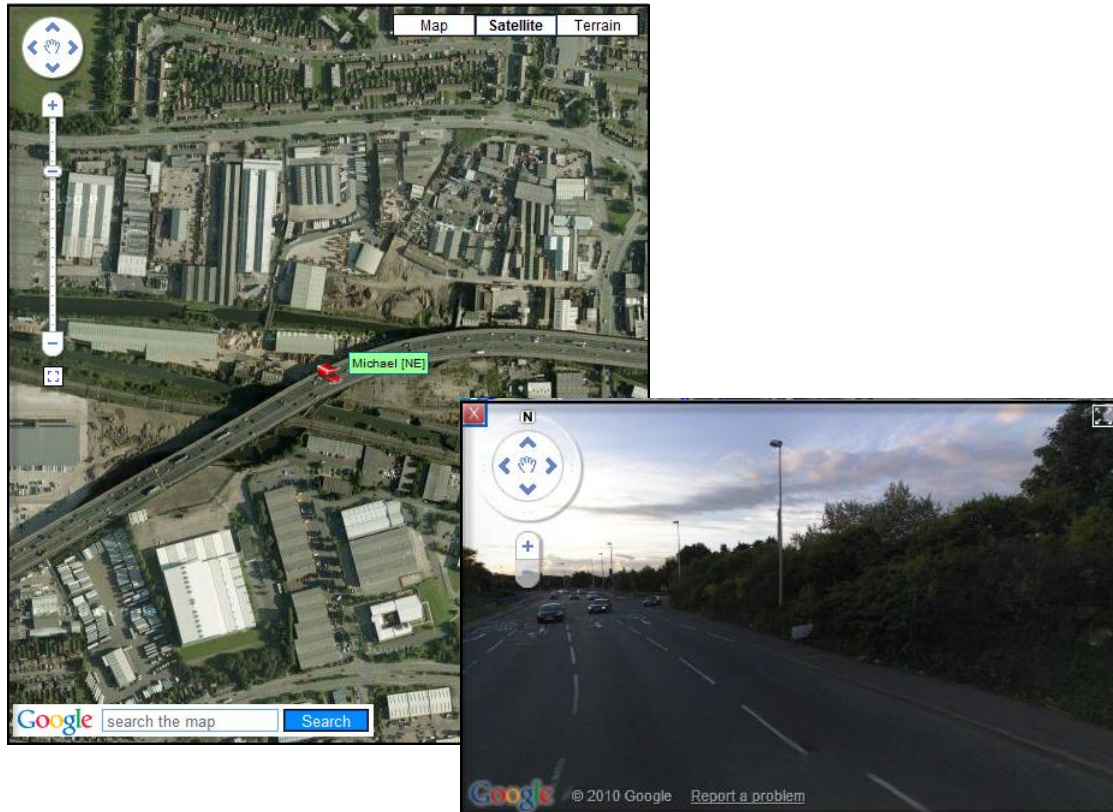 Map Satellite Terrain
Michael [NE]
Google search the map Search
X
N
Google © 2010 Google Report a problem